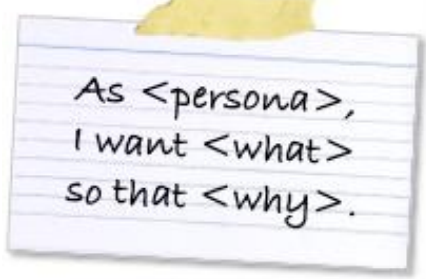 As <persona>,
I want <what>
so that <why>.